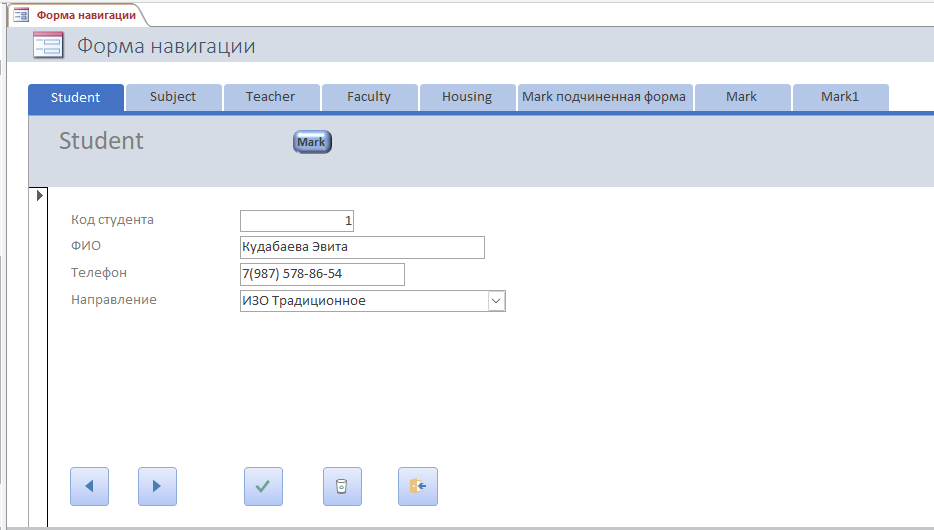 Форма навигации
Форма навигации
Student Subject Teacher Faculty Housing Mark подчиненная форма Mark Mark1
Student Mark
Код студента 1
ФИО Кудабаева Эвита
Телефон 7(987) 578-86-54
Направление ИЗО Традиционное